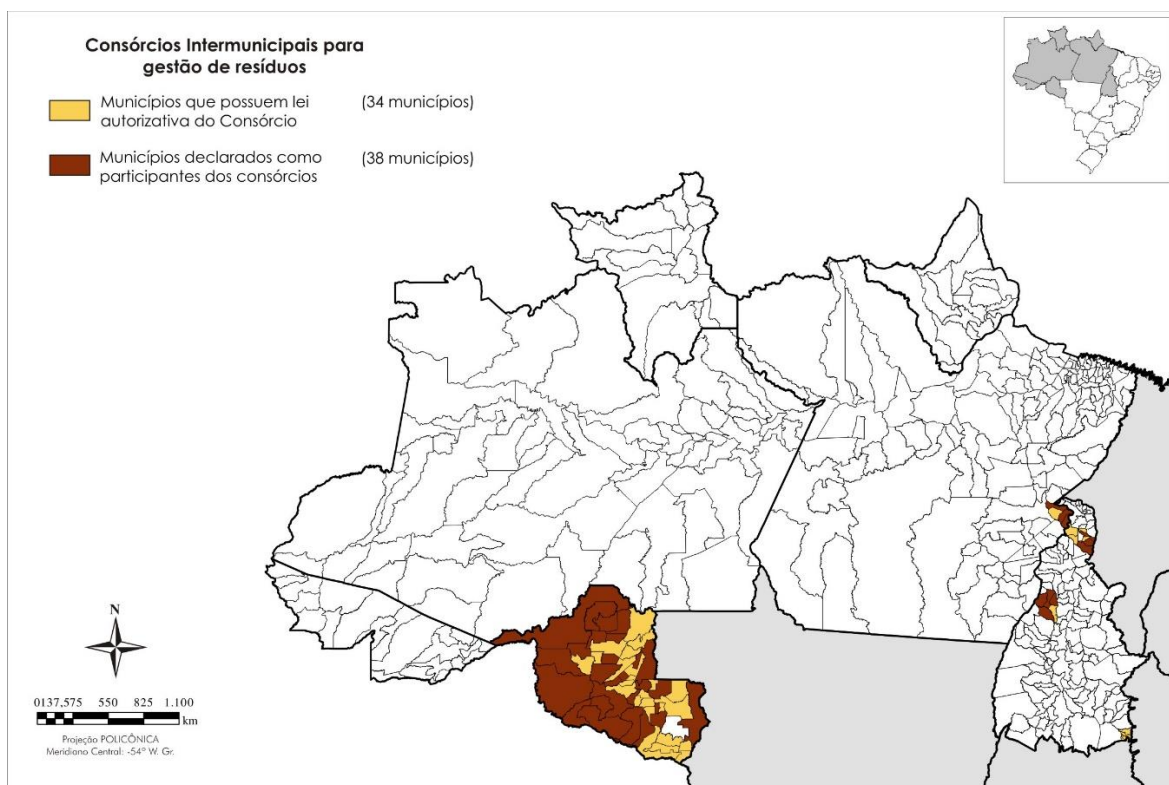 Consórcios Intermunicipais para
gestão de resíduos
Municípios que possuem lei (34 municípios)
autorizativa do Consórcio
Municípios declarados como (38 municípios)
participantes dos consórcios
N
0137,575 550 825 1.100
km
Projeção POLICÔNICA
Meridiano Central: -54º W. Gr.